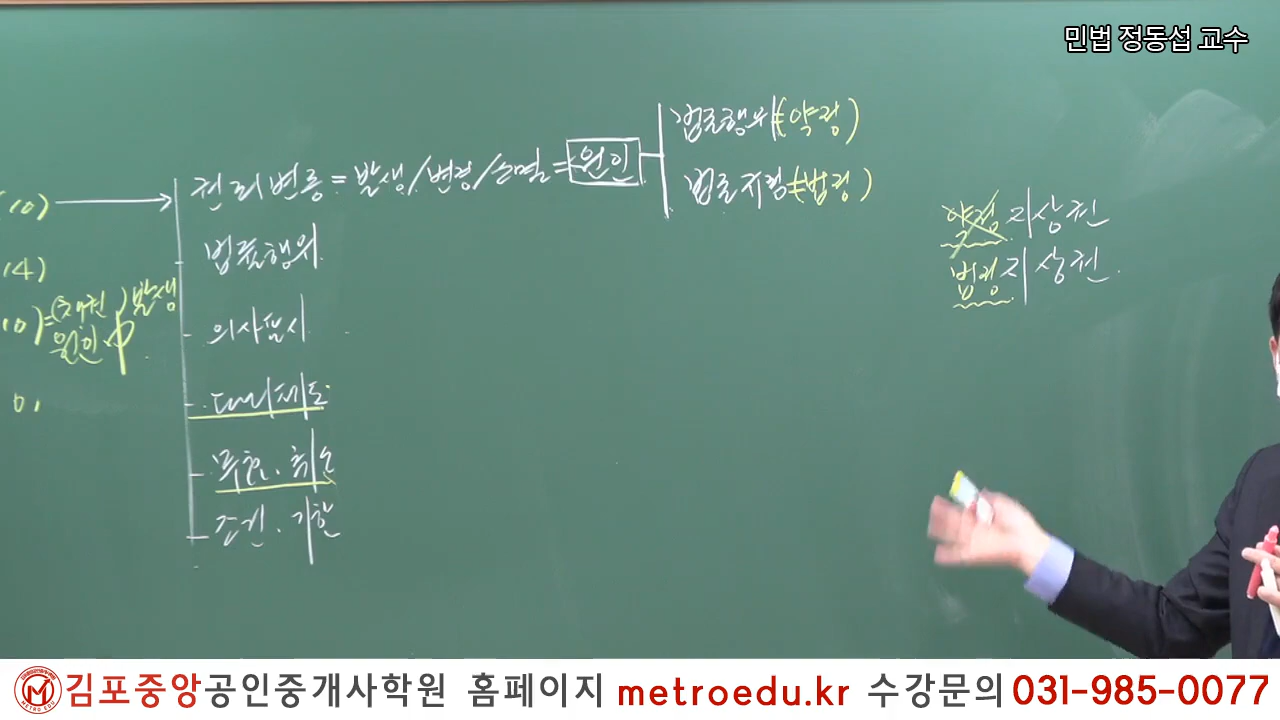 민법 정동섭 교수
법률행위(=약정)
권리변동 = 발생/변경/소멸 = 원인
법률규정(=법정)
10)
약정 지상권
법률행위
법정 지상권
14)
10)=(
발생
원인
의사표시
대리제도
무효. 취소
조건. 기한
METRO EDU
김포중앙공인중개사학원 홈페이지 metroedu.kr 수강문의 031-985-0077